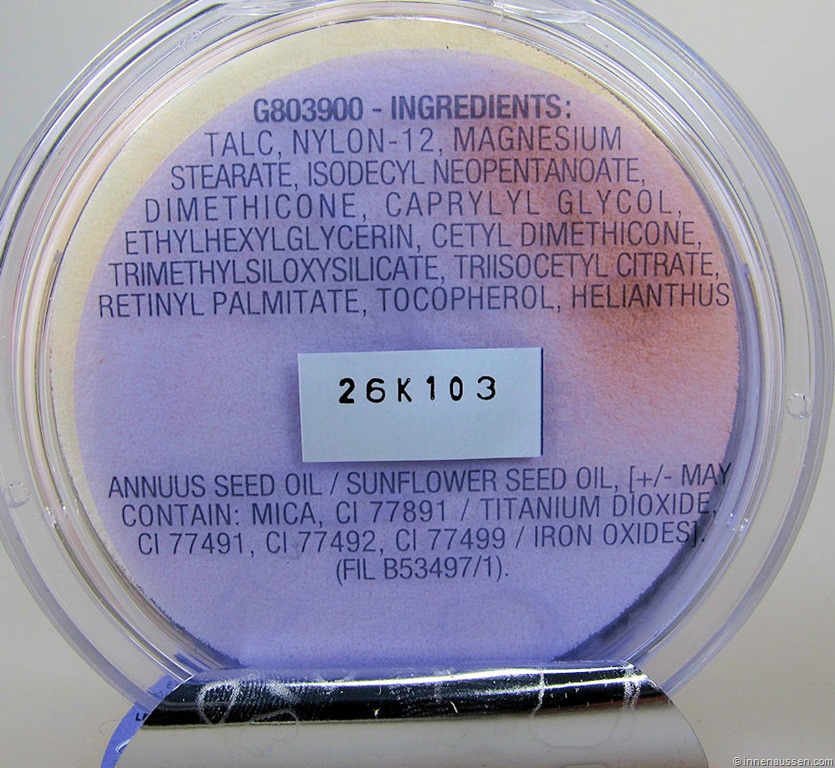 G803900 - INGREDIENTS:
TALC, NYLON-12, MAGNESIUM
STEARATE, ISODECYL NEOPENTANOATE,
DIMETHICONE, CAPRYLYL GLYCOL,
ETHYLHEXYLGLYCERIN, CETYL DIMETHICONE,
TRIMETHYLSILOXYSILICATE, TRIISOCETYL CITRATE,
RETINYL PALMITATE, TOCOPHEROL, HELIANTHUS
26K103
ANNUUS SEED OIL / SUNFLOWER SEED OIL, [+/- MAY
CONTAIN: MICA, CI 77891 / TITANIUM DIOXIDE,
CI 77491, CI 77492, CI 77499 / IRON OXIDES].
(FIL B53497/1).
©innenaussen.com